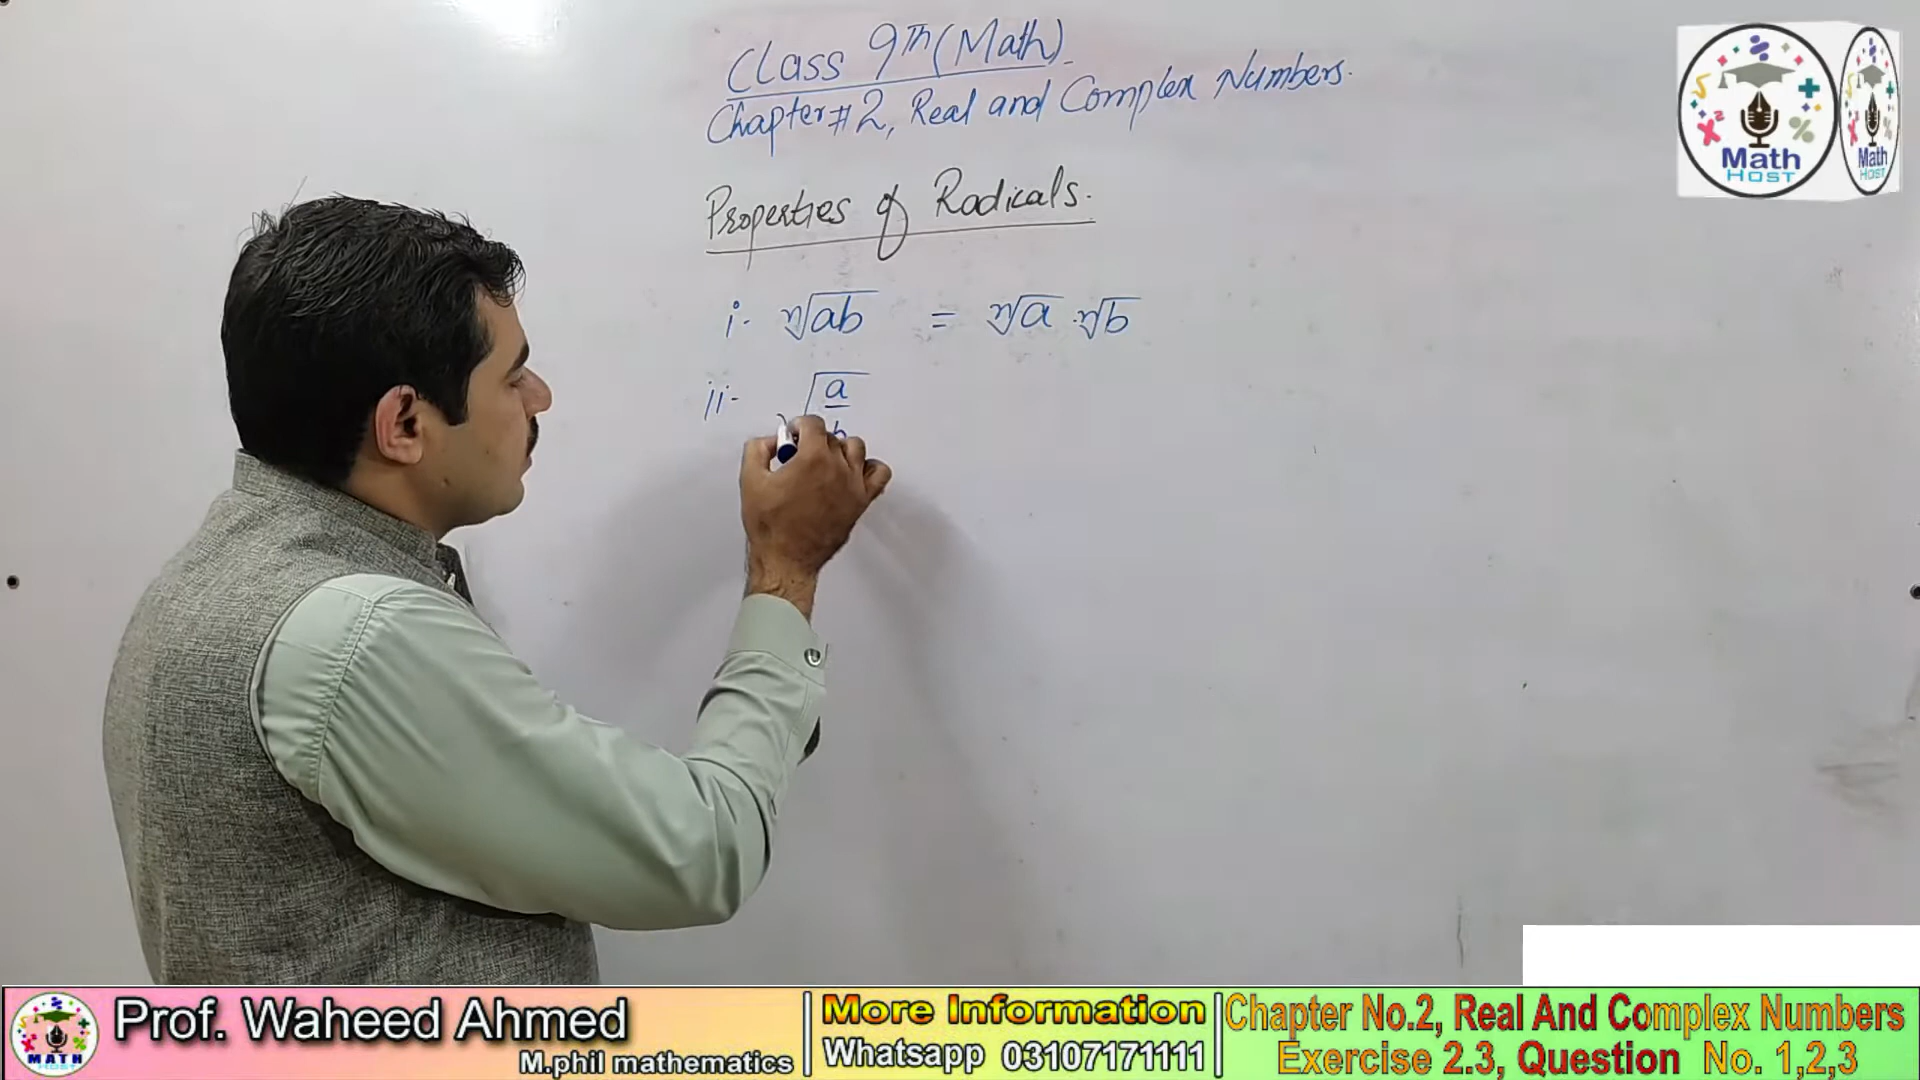 Class 9Th (Math)
Chapter # 2, Real and Complex Numbers.
Properties of Radicals.
i- ⁿ√ab = ⁿ√a · ⁿ√b
ii- √a/b
Math
HOST
Math
HOST
MATH
HOST
Prof. Waheed Ahmed
M.phil mathematics
More Information
Whatsapp 03107171111
Chapter No.2, Real And Complex Numbers
Exercise 2.3, Question No. 1,2,3